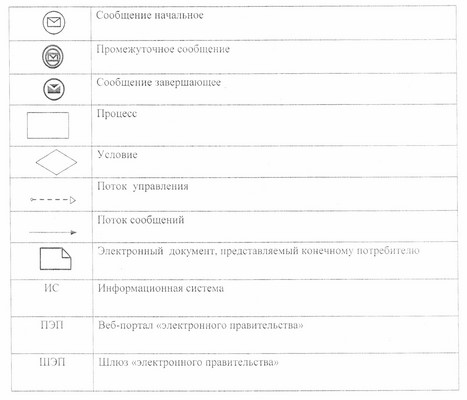 Сообщение начальное
Промежуточное сообщение
Сообщение завершающее
Процесс
Условие
Поток управления
Поток сообщений
Электронный документ, представляемый конечному потребителю
ИС Информационная система
ПЭП Веб-портал «электронного правительства»
ШЭП Шлюз «электронного правительства»